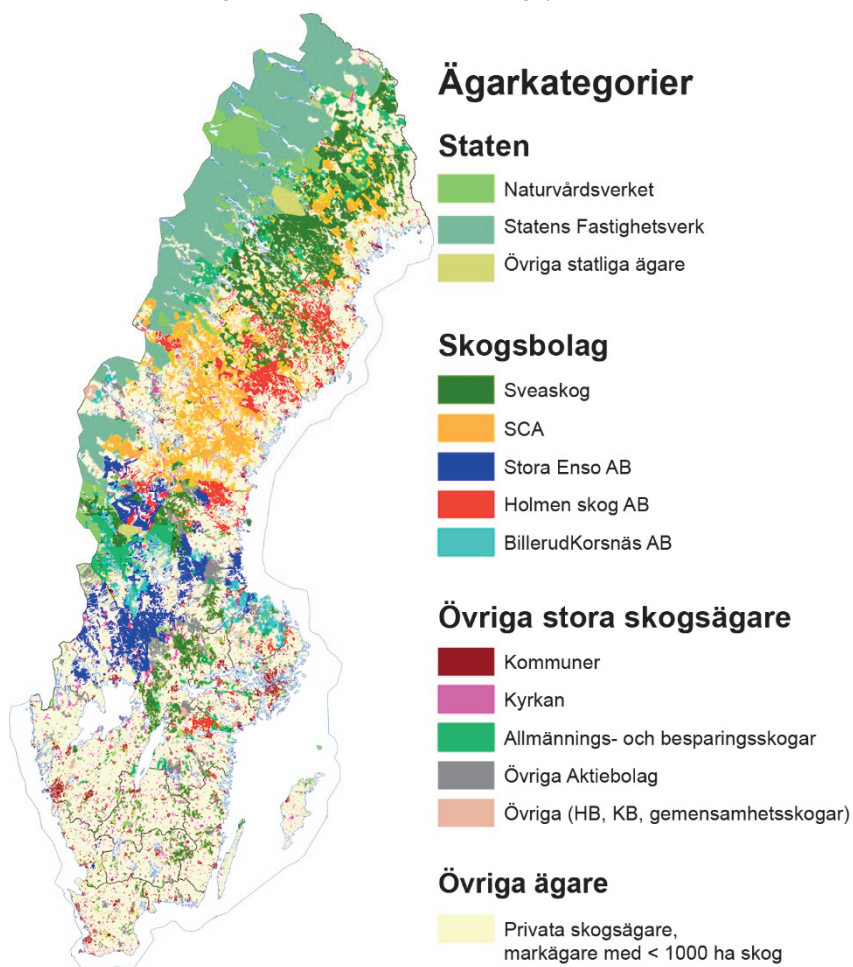 Ägarkategorier
Staten
Naturvårdsverket
Statens Fastighetsverk
Övriga statliga ägare
Skogsbolag
Sveaskog
SCA
Stora Enso AB
Holmen skog AB
BillerudKorsnäs AB
Övriga stora skogsägare
Kommuner
Kyrkan
Allmännings- och besparingsskogar
Övriga Aktiebolag
Övriga (HB, KB, gemensamhetsskogar)
Övriga ägare
Privata skogsägare,
markägare med < 1000 ha skog